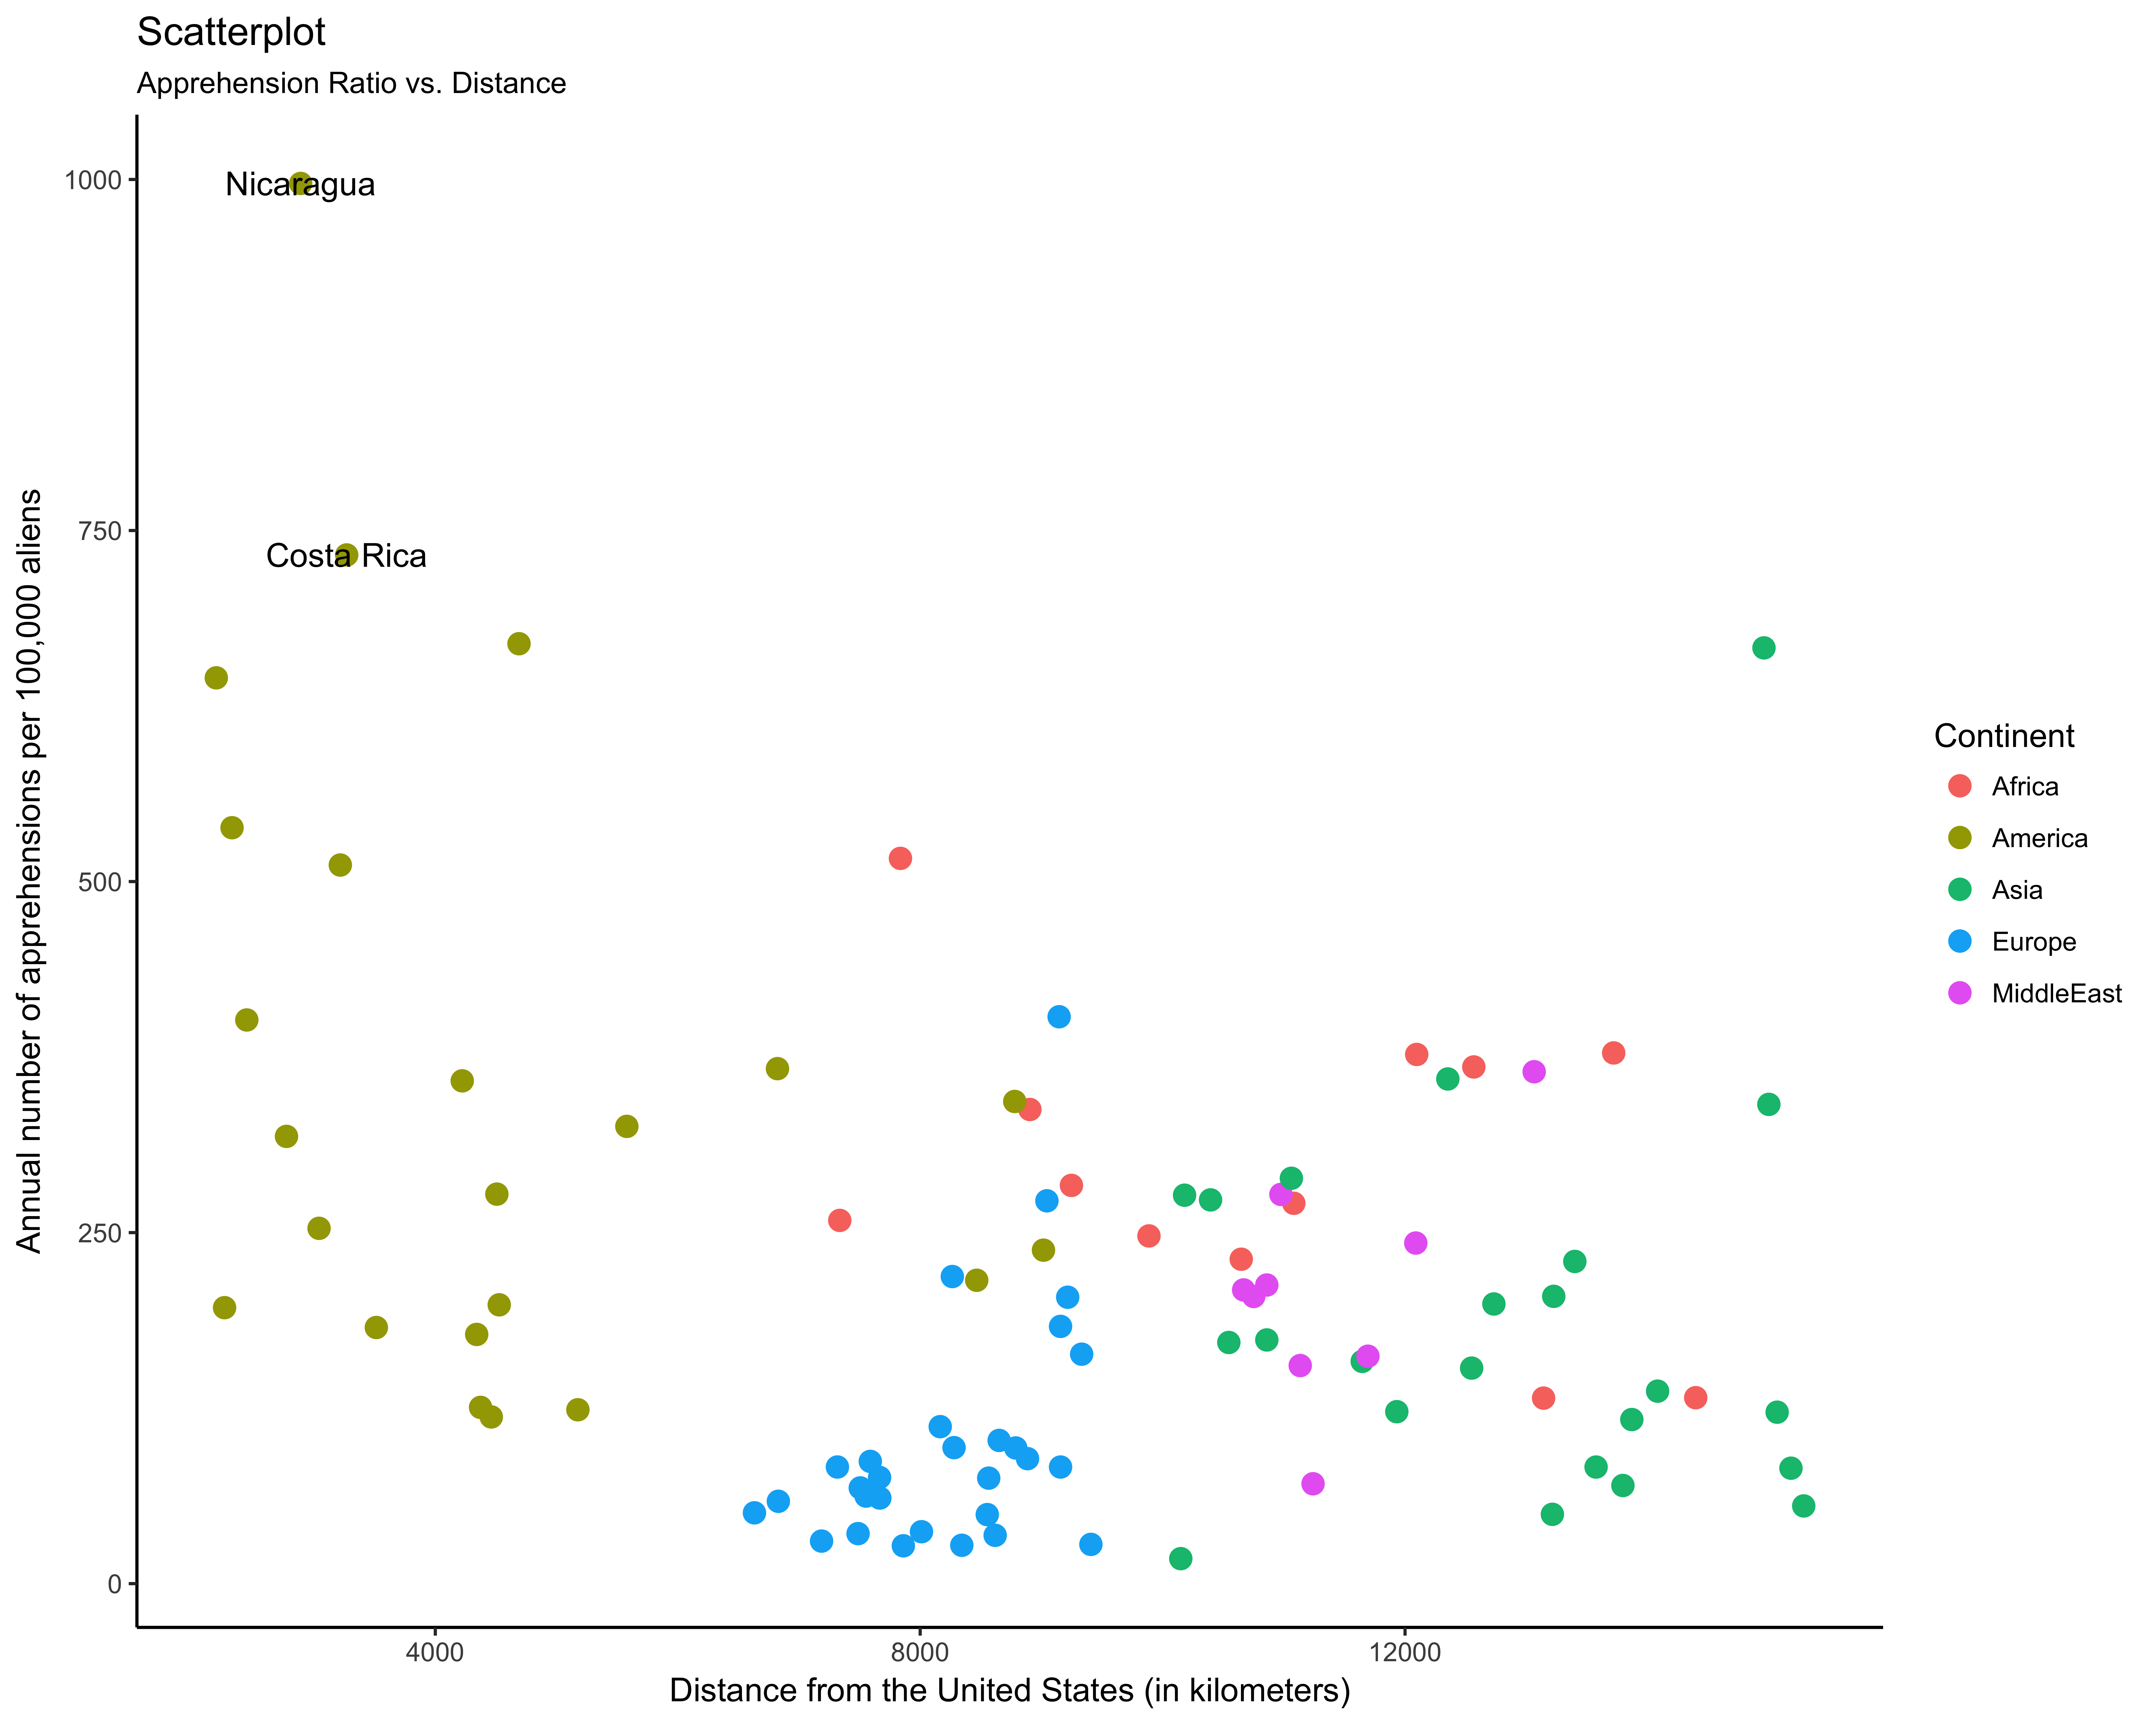 Scatterplot
Apprehension Ratio vs. Distance
Annual number of apprehensions per 100,000 aliens
1000
750
500
250
0
Nicaragua
Costa Rica
4000
8000
12000
Distance from the United States (in kilometers)
Continent
Africa
America
Asia
Europe
MiddleEast